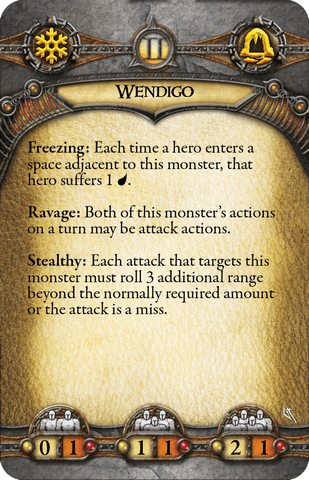 II
WENDIGO
Freezing: Each time a hero enters a
space adjacent to this monster, that
hero suffers 1 .
Ravage: Both of this monster's actions
on a turn may be attack actions.
Stealthy: Each attack that targets this
monster must roll 3 additional range
beyond the normally required amount
or the attack is a miss.
0 1 1 1 2 1